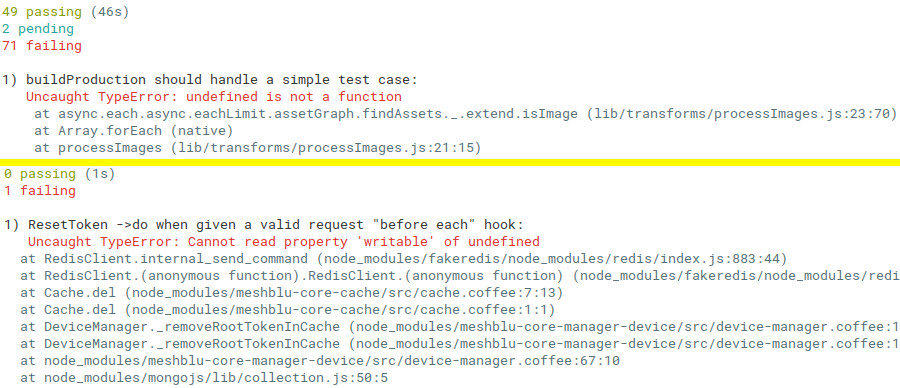 49 passing (46s)
2 pending
71 failing
1) buildProduction should handle a simple test case:
Uncaught TypeError: undefined is not a function
at async.each.async.eachLimit.assetGraph.findAssets._.extend.isImage (lib/transforms/processImages.js:23:70)
at Array.forEach (native)
at processImages (lib/transforms/processImages.js:21:15)
0 passing (1s)
1 failing
1) ResetToken ->do when given a valid request "before each" hook:
Uncaught TypeError: Cannot read property 'writable' of undefined
at RedisClient.internal_send_command (node_modules/fakeredis/node_modules/redis/index.js:883:44)
at RedisClient.(anonymous function).RedisClient.(anonymous function) (node_modules/fakeredis/node_modules/redi
at Cache.del (node_modules/meshblu-core-cache/src/cache.coffee:7:13)
at Cache.del (node_modules/meshblu-core-cache/src/cache.coffee:1:1)
at DeviceManager._removeRootTokenInCache (node_modules/meshblu-core-manager-device/src/device-manager.coffee:1
at DeviceManager._removeRootTokenInCache (node_modules/meshblu-core-manager-device/src/device-manager.coffee:1
at node_modules/meshblu-core-manager-device/src/device-manager.coffee:67:10
at node_modules/mongojs/lib/collection.js:50:5